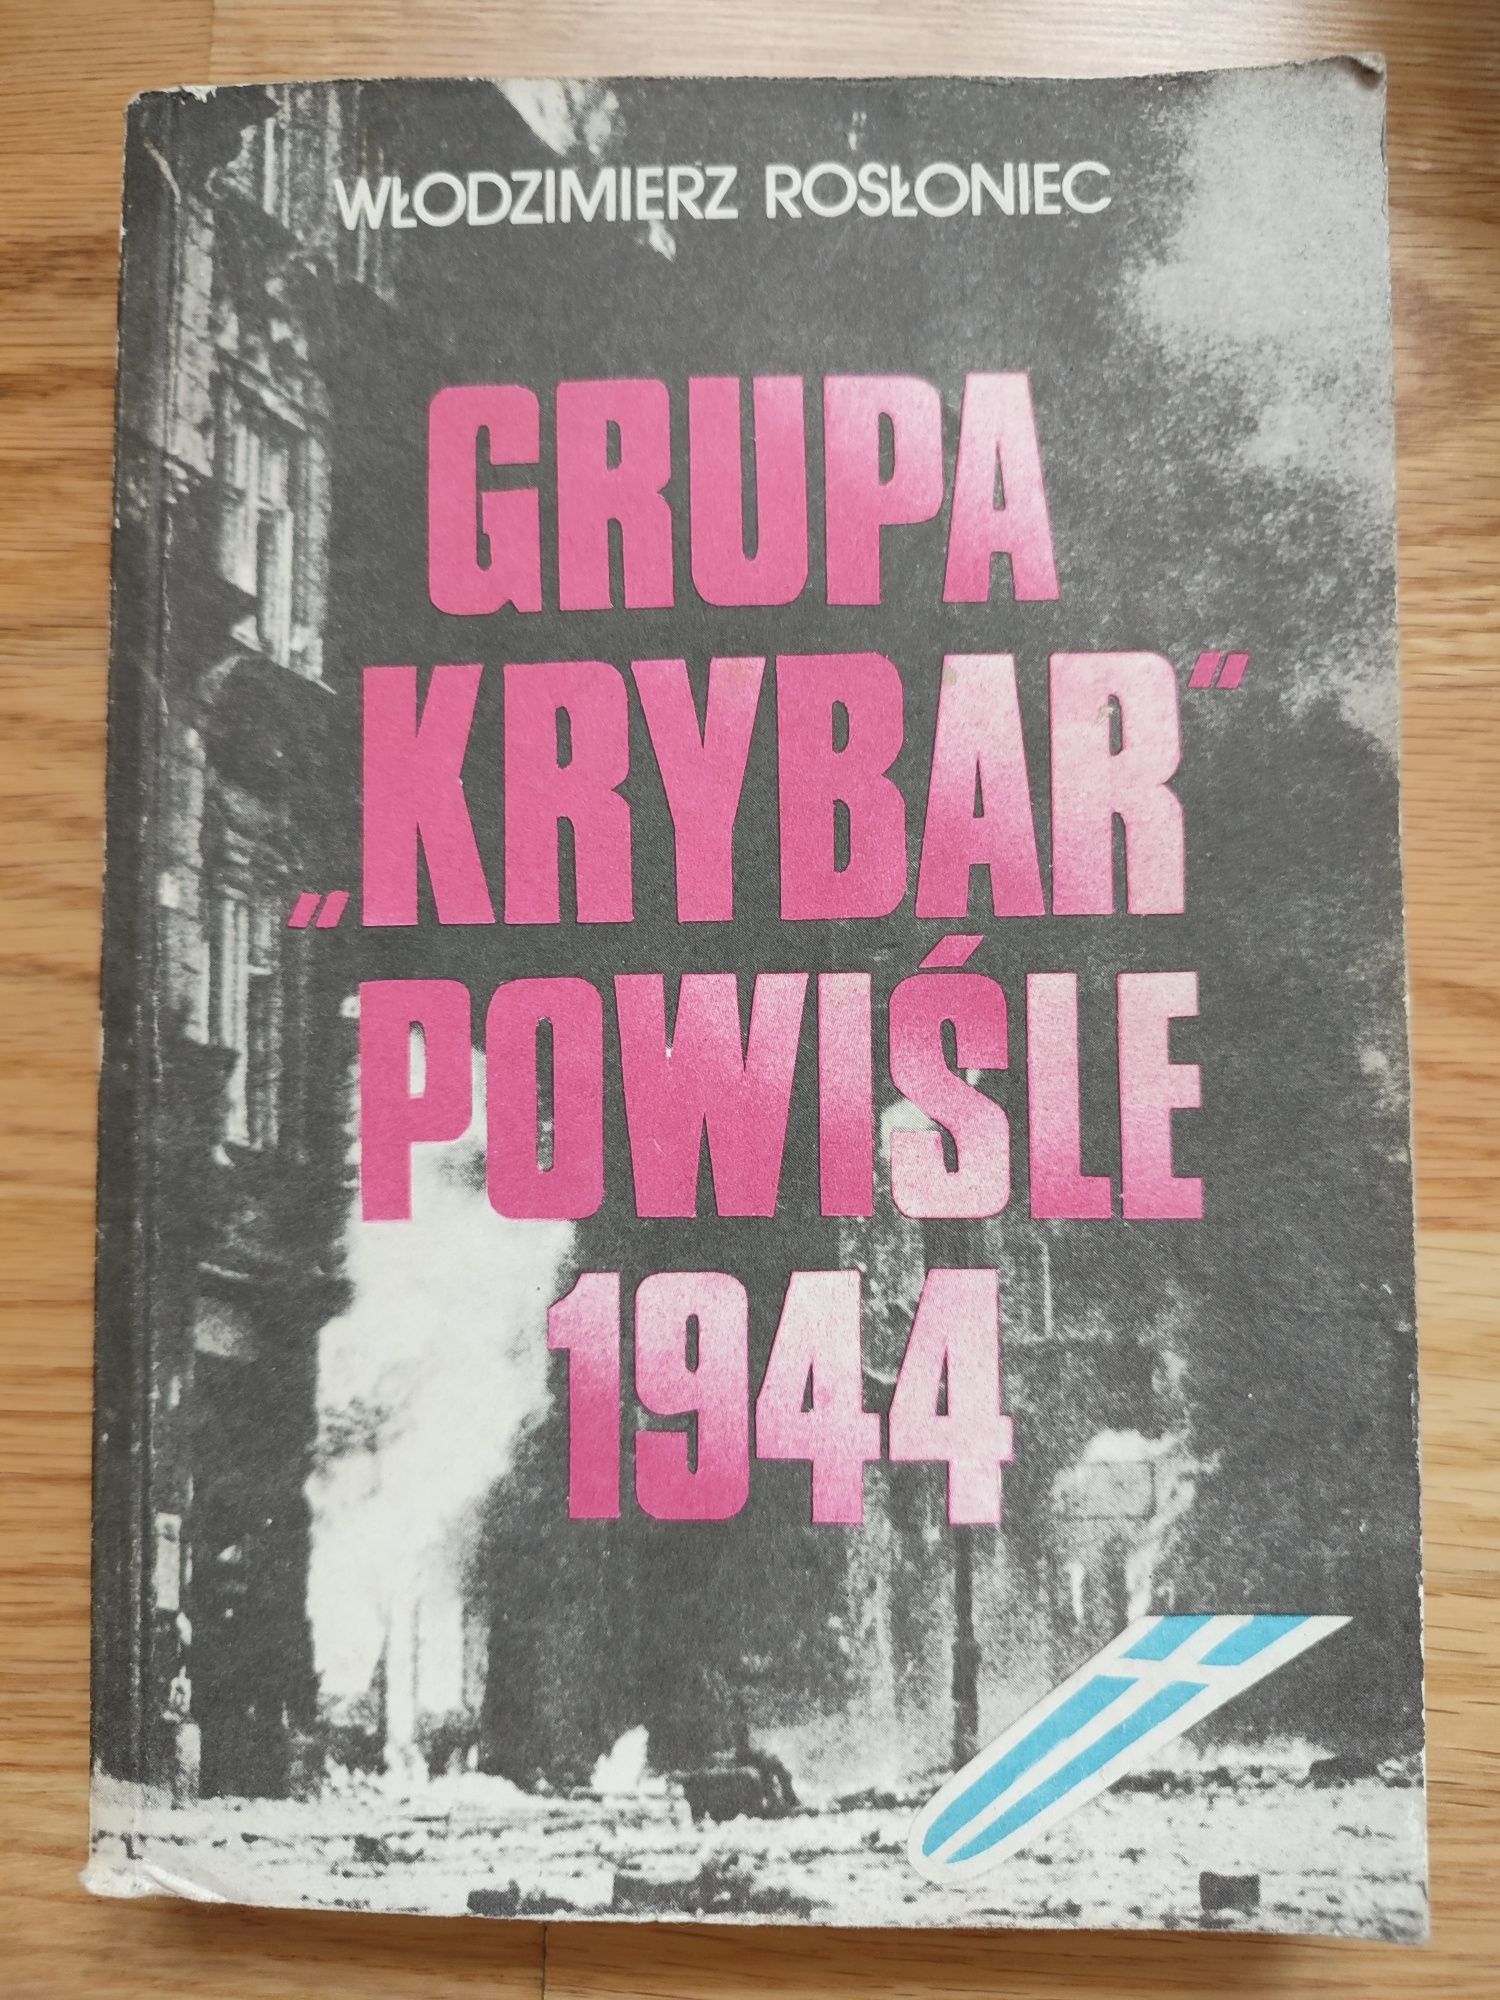 WŁODZIMIERZ ROSŁONIEC
GRUPA
„KRYBAR”
POWIŚLE
1944